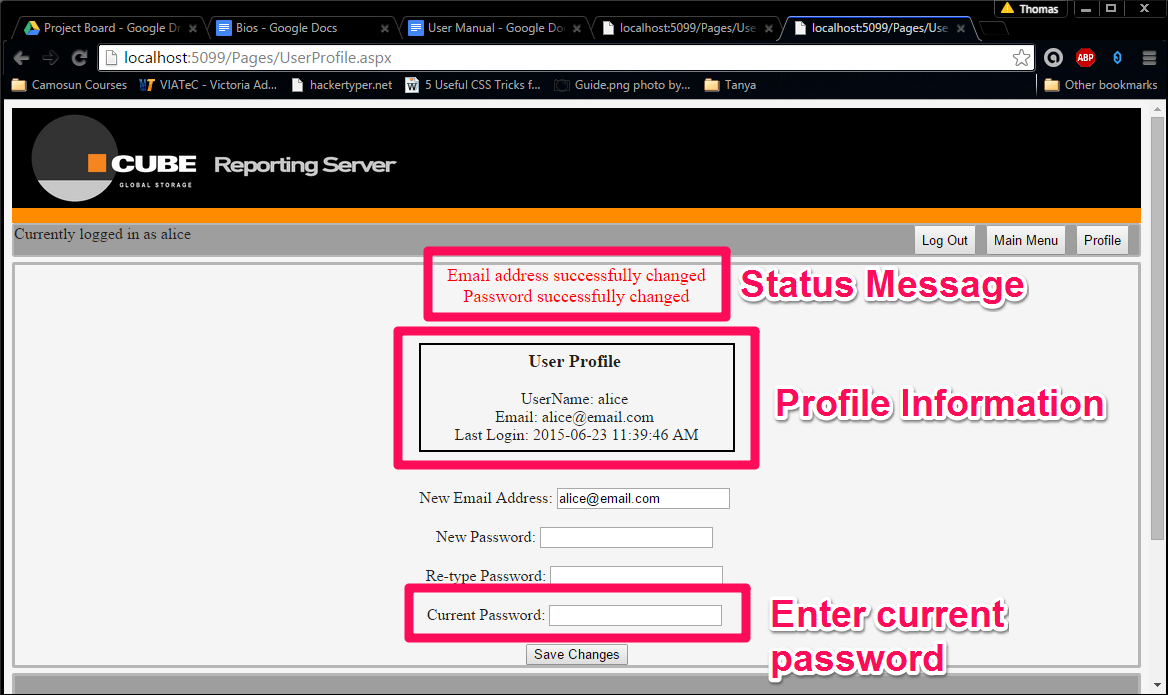 Thomas
Project Board - Google Dr
Bios - Google Docs
User Manual - Google Do
localhost:5099/Pages/Use
localhost:5099/Pages/Use
localhost:5099/Pages/UserProfile.aspx
ABP
Camosun Courses
VIATeC - Victoria Ad...
hackertyper.net
5 Useful CSS Tricks f...
Guide.png photo by...
Tanya
Other bookmarks
CUBE
GLOBAL STORAGE
Reporting Server
Currently logged in as alice
Log Out
Main Menu
Profile
Email address successfully changed
Password successfully changed
Status Message
User Profile
UserName: alice
Email: alice@email.com
Last Login: 2015-06-23 11:39:46 AM
Profile Information
New Email Address: alice@email.com
New Password:
Re-type Password:
Current Password:
Enter current
password
Save Changes